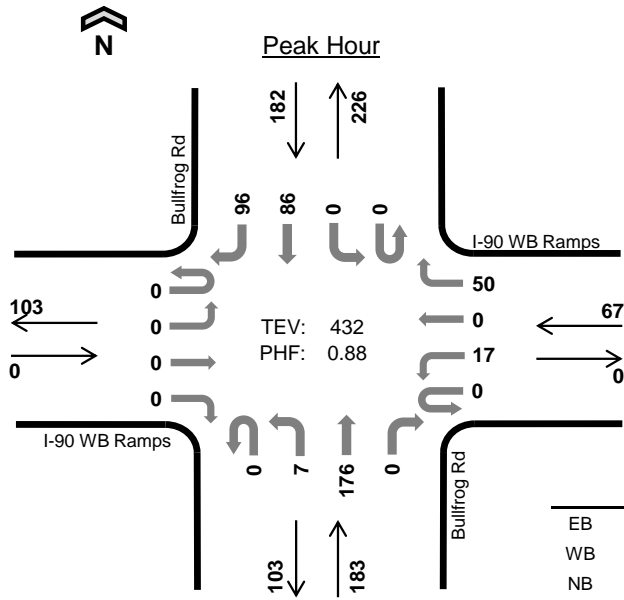 N
Peak Hour
182
226
Bullfrog Rd
96
86
0
0
I-90 WB Ramps
0
50
103
0
0
67
TEV: 432
PHF: 0.88
0
0
17
0
0
0
I-90 WB Ramps
0
7
176
0
Bullfrog Rd
103
183
EB
WB
NB